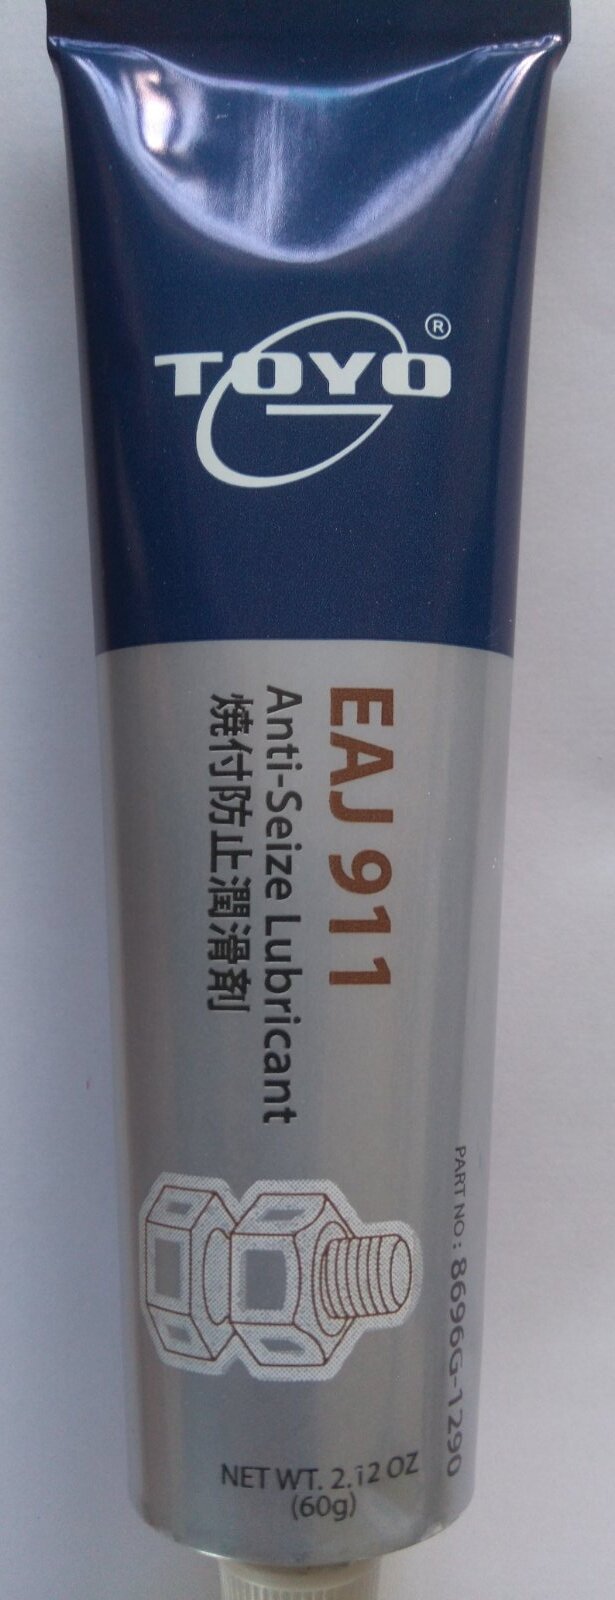 TOYO®
EAJ 911
Anti-Seize Lubricant
焼付防止潤滑剤
PART NO: 8696G-1290
NET WT. 2.12 OZ
(60g)